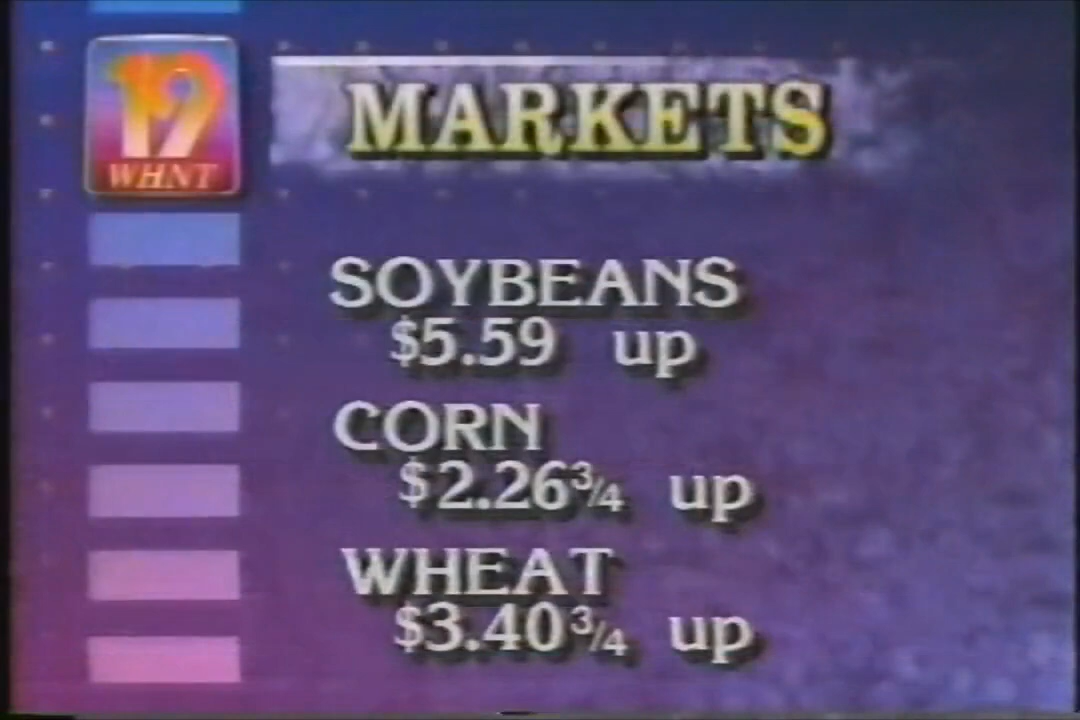 19
WHNT
MARKETS
SOYBEANS
$5.59 up
CORN
$2.26¾ up
WHEAT
$3.40¾ up